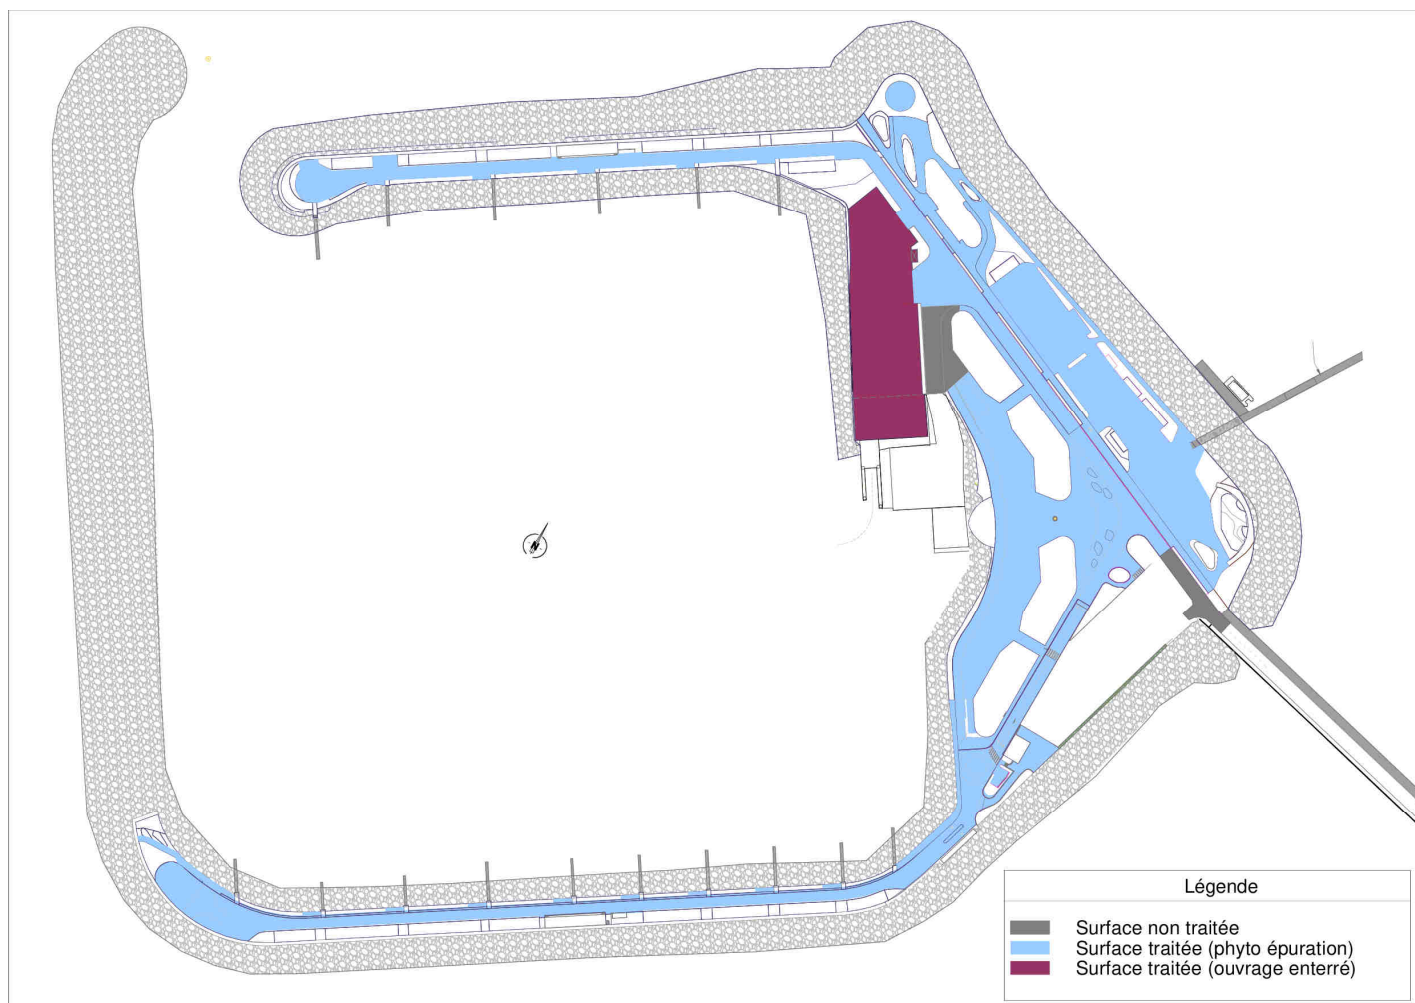 N
Légende
Surface non traitée
Surface traitée (phyto épuration)
Surface traitée (ouvrage enterré)